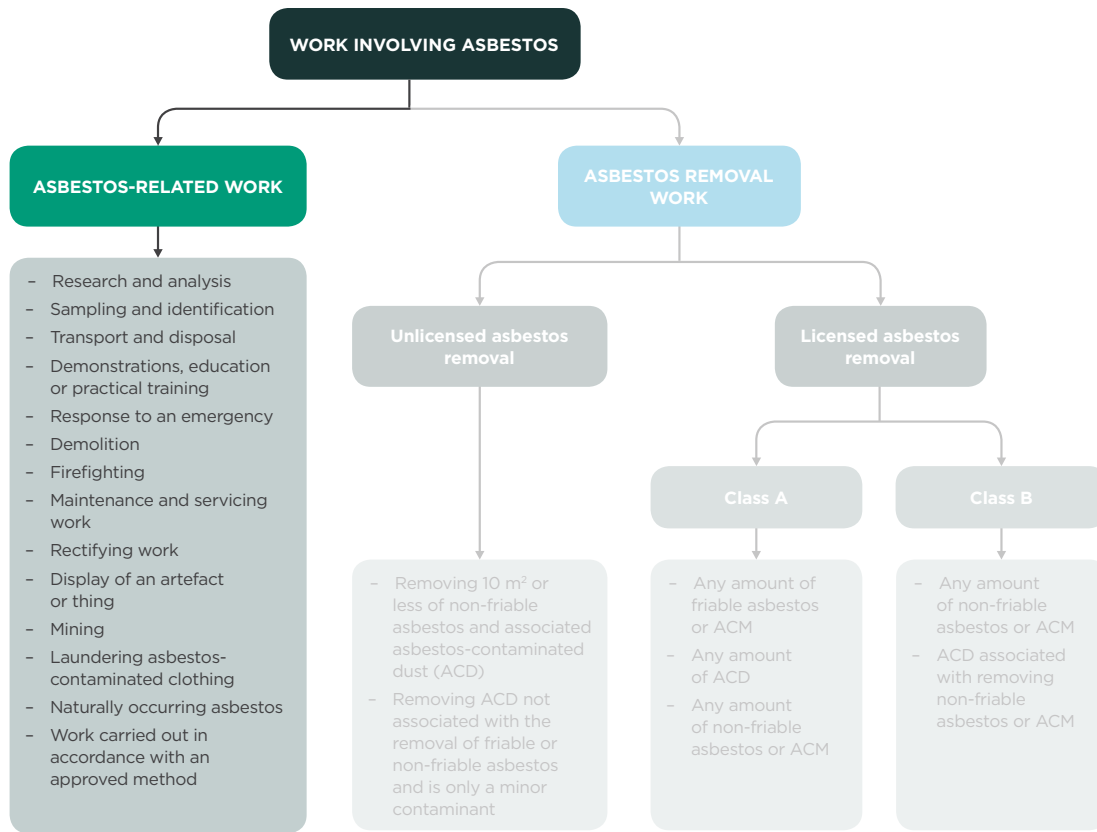 WORK INVOLVING ASBESTOS
ASBESTOS-RELATED WORK
– Research and analysis
– Sampling and identification
– Transport and disposal
– Demonstrations, education
or practical training
– Response to an emergency
– Demolition
– Firefighting
– Maintenance and servicing
work
– Rectifying work
– Display of an artefact
or thing
– Mining
– Laundering asbestos-
contaminated clothing
– Naturally occurring asbestos
– Work carried out in
accordance with an
approved method
ASBESTOS REMOVAL
WORK
Unlicensed asbestos
removal
– Removing 10 m² or
less of non-friable
asbestos and associated
asbestos-contaminated
dust (ACD)
– Removing ACD not
associated with the
removal of friable or
non-friable asbestos
and is only a minor
contaminant
Licensed asbestos
removal
Class A
– Any amount of
friable asbestos
or ACM
– Any amount
of ACD
– Any amount
of non-friable
asbestos or ACM
Class B
– Any amount
of non-friable
asbestos or ACM
– ACD associated
with removing
non-friable
asbestos or ACM